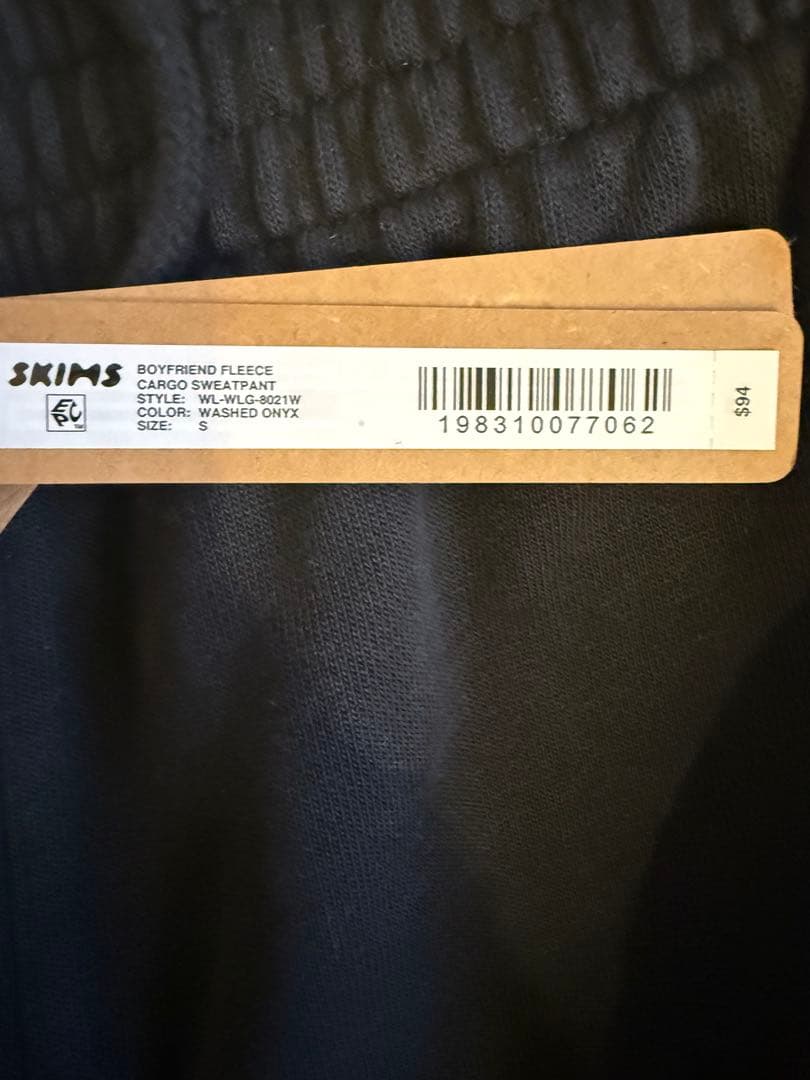 SKIMS
BOYFRIEND FLEECE
CARGO SWEATPANT
STYLE: WL-WLG-8021W
COLOR: WASHED ONYX
SIZE: S
198310077062
$94